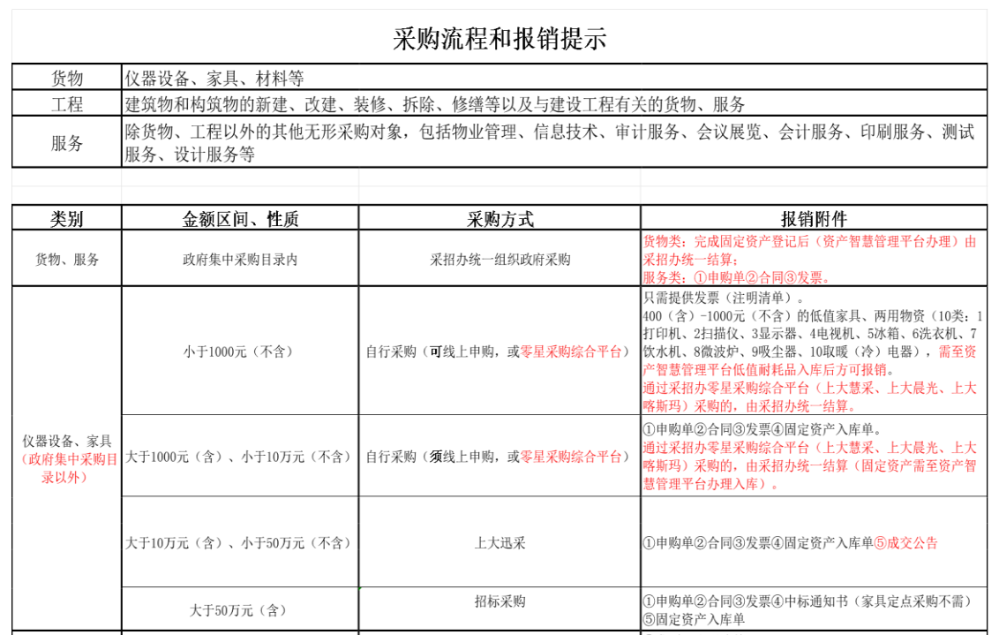 采购流程和报销提示
货物 仪器设备、家具、材料等
工程 建筑物和构筑物的新建、改建、装修、拆除、修缮等以及与建设工程有关的货物、服务
服务 除货物、工程以外的其他无形采购对象，包括物业管理、信息技术、审计服务、会议展览、会计服务、印刷服务、测试
服务、设计服务等
类别 金额区间、性质 采购方式 报销附件
货物、服务 政府集中采购目录内 采招办统一组织政府采购
货物类：完成固定资产登记后（资产智慧管理平台办理）由
采招办统一结算；
服务类：①申购单②合同③发票。
仪器设备、家具
（政府集中采购目
录以外）
小于1000元（不含） 自行采购（可线上申购，或零星采购综合平台）
只需提供发票（注明清单）。
400（含）-1000元（不含）的低值家具、两用物资（10类：1
打印机、2扫描仪、3显示器、4电视机、5冰箱、6洗衣机、7
饮水机、8微波炉、9吸尘器、10取暖（冷）电器），需至资
产智慧管理平台低值耐耗品入库后方可报销。
通过采招办零星采购综合平台（上大慧采、上大晨光、上大
喀斯玛）采购的，由采招办统一结算。
大于1000元（含）、小于10万元（不含） 自行采购（须线上申购，或零星采购综合平台）
①申购单②合同③发票④固定资产入库单。
通过采招办零星采购综合平台（上大慧采、上大晨光、上大
喀斯玛）采购的，由采招办统一结算（固定资产需至资产智
慧管理平台办理入库）。
大于10万元（含）、小于50万元（不含） 上大迅采 ①申购单②合同③发票④固定资产入库单⑤成交公告
大于50万元（含） 招标采购
①申购单②合同③发票④中标通知书（家具定点采购不需）
⑤固定资产入库单